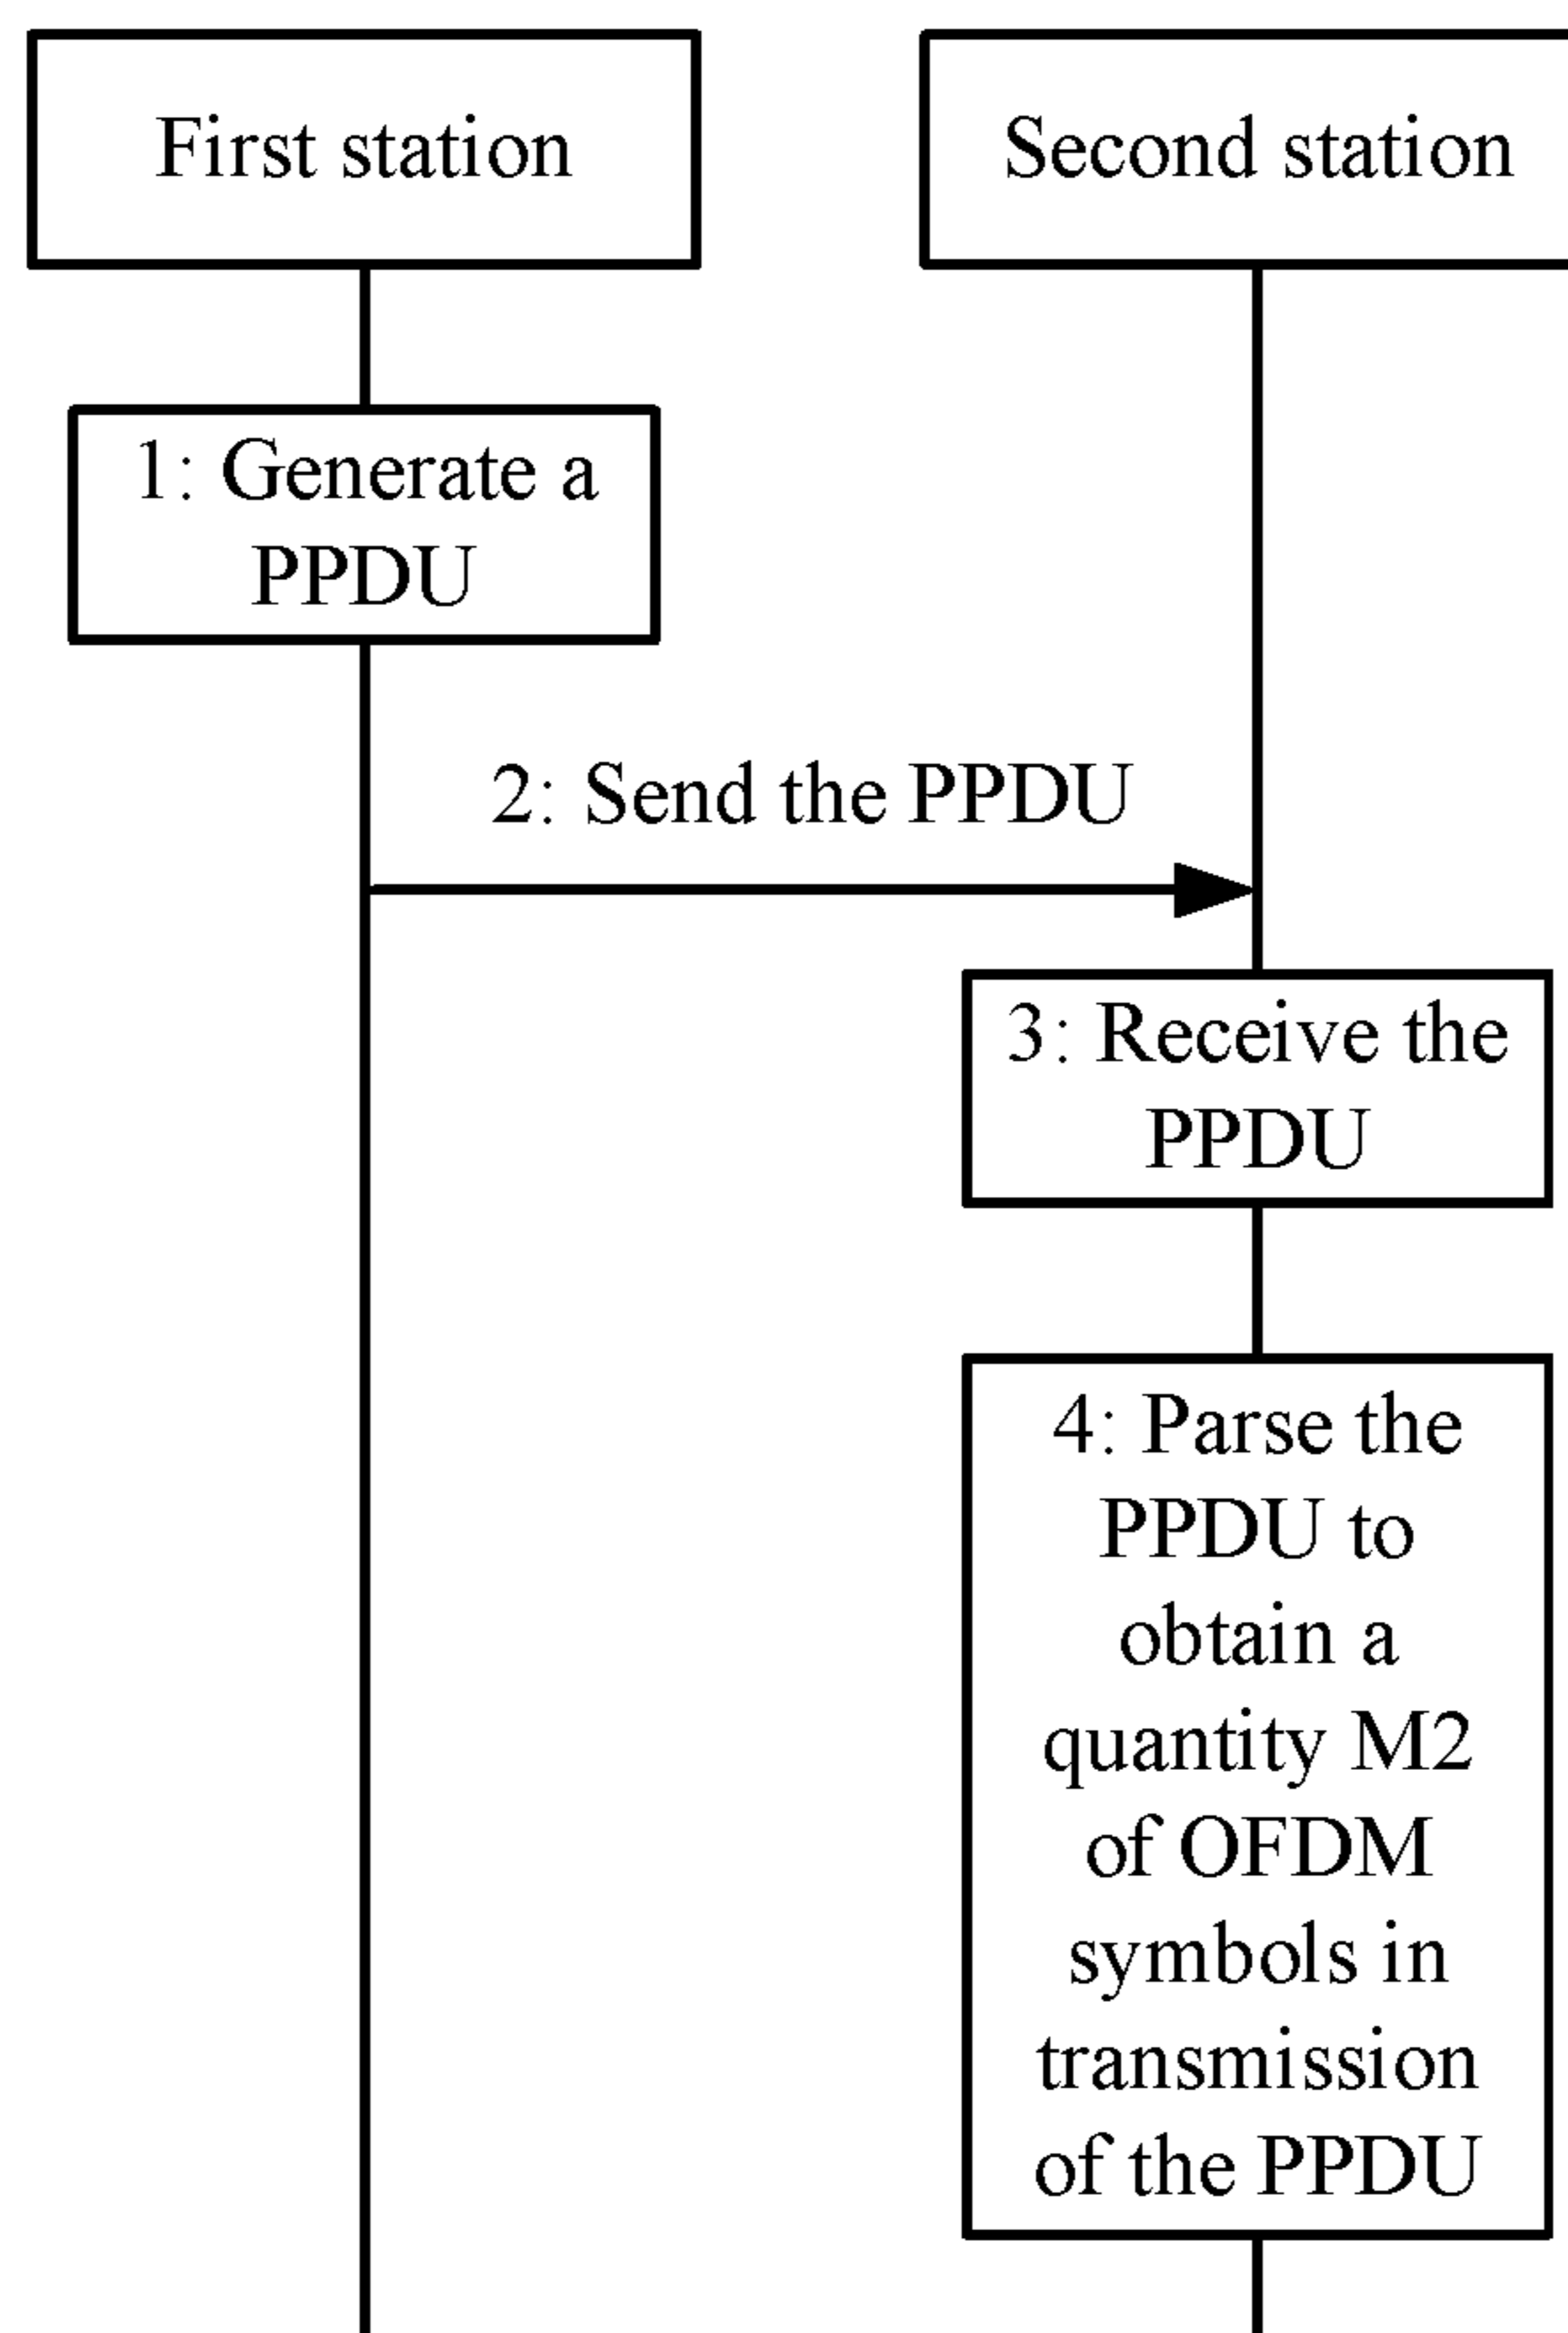 First station
Second station
1: Generate a
PPDU
2: Send the PPDU
3: Receive the
PPDU
4: Parse the
PPDU to
obtain a
quantity M2
of OFDM
symbols in
transmission
of the PPDU